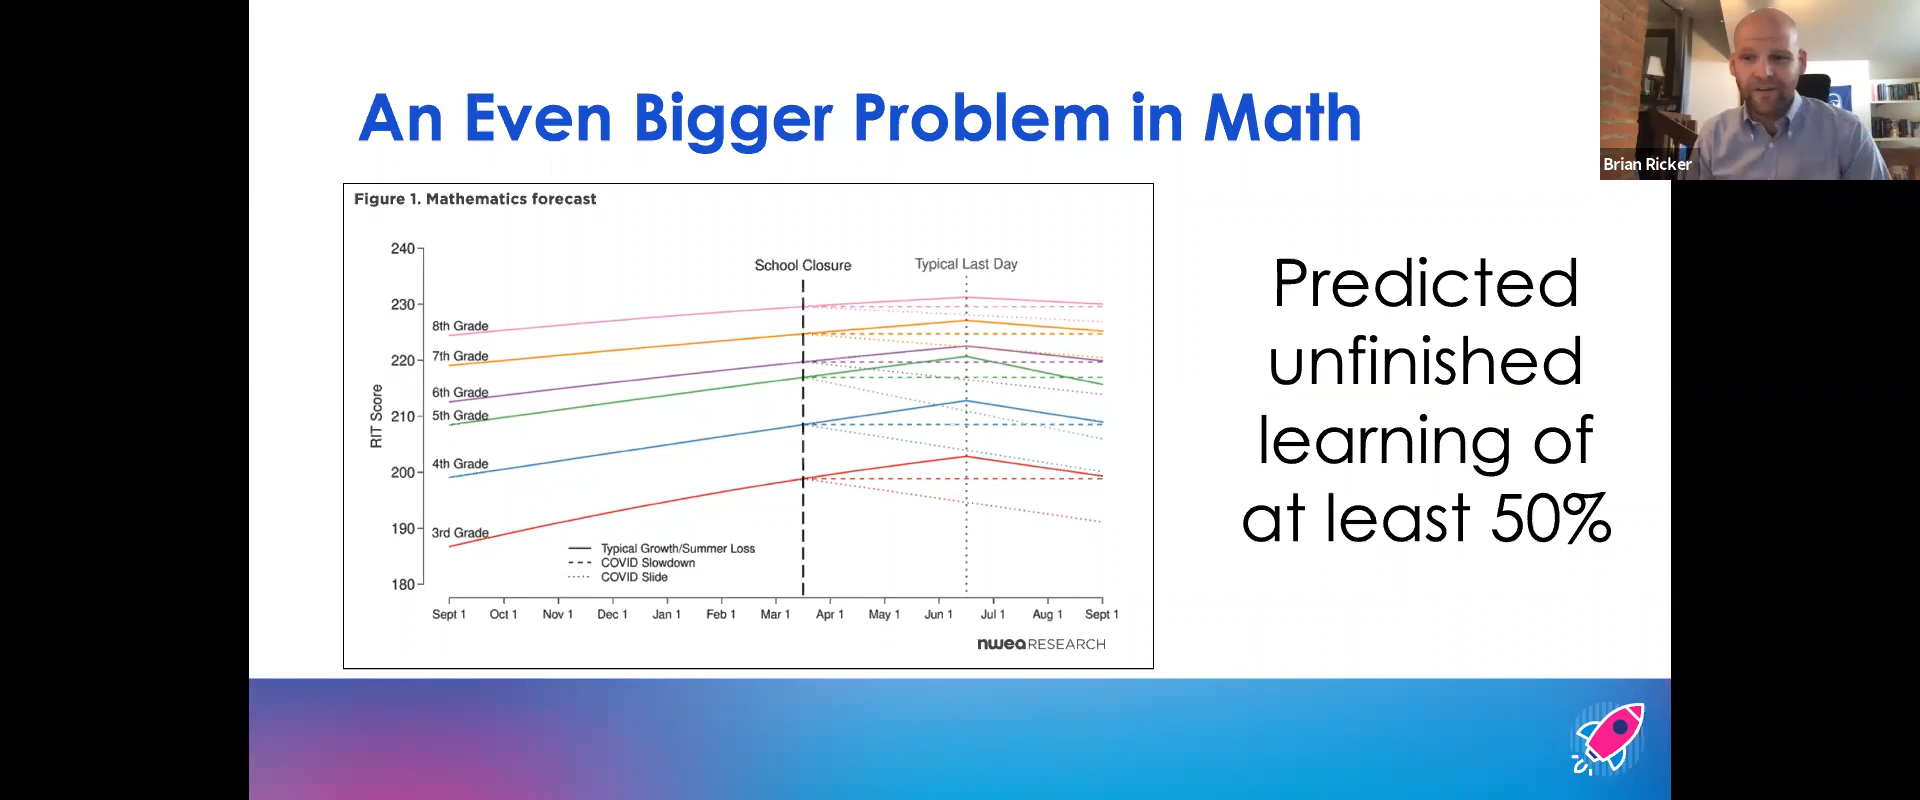 An Even Bigger Problem in Math
Brian Ricker
Figure 1. Mathematics forecast
240
School Closure
Typical Last Day
230
8th Grade
7th Grade
220
6th Grade
5th Grade
210
RIT Score
4th Grade
200
3rd Grade
190
Typical Growth/Summer Loss
COVID Slowdown
COVID Slide
180
Sept 1 Oct 1 Nov 1 Dec 1 Jan 1 Feb 1 Mar 1 Apr 1 May 1 Jun 1 Jul 1 Aug 1 Sept 1
nwea RESEARCH
Predicted
unfinished
learning of
at least 50%